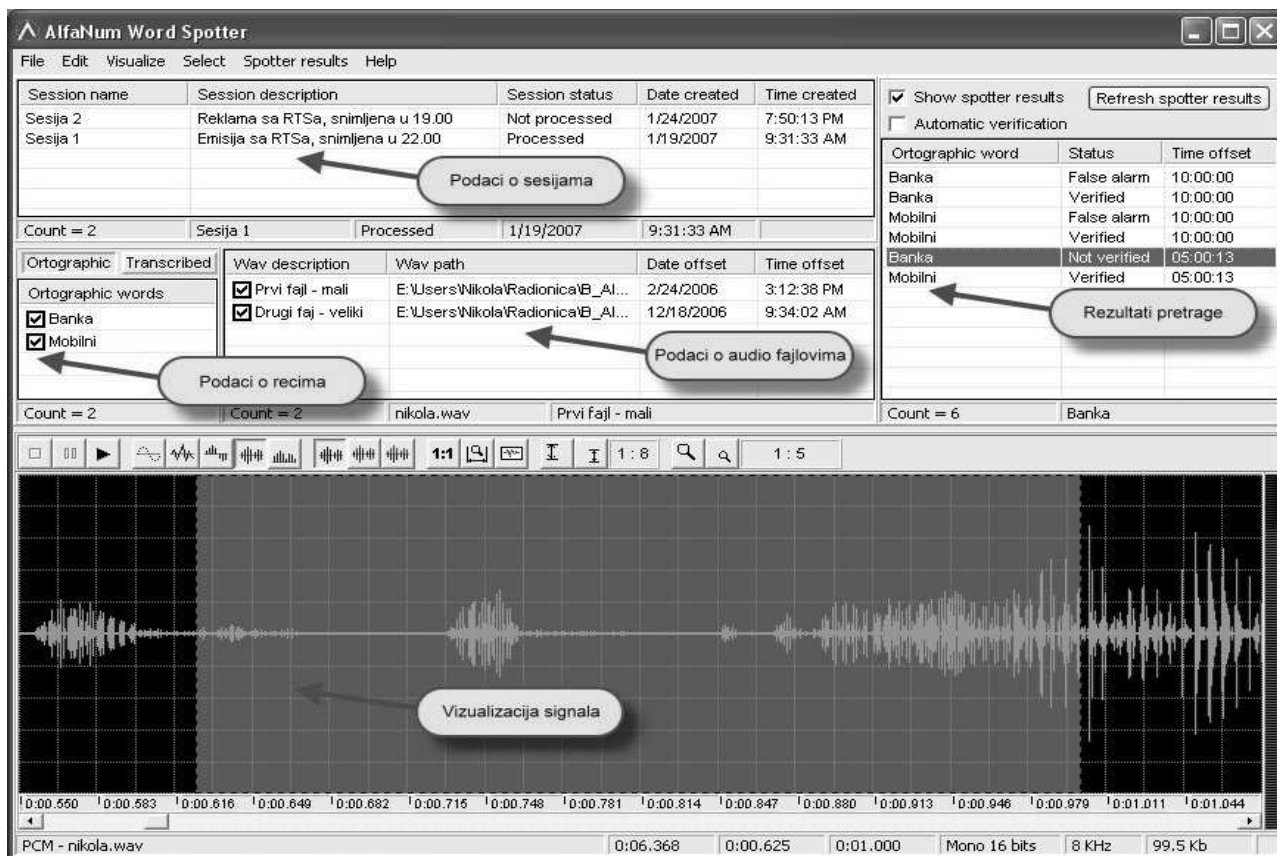 AlfaNum Word Spotter
File Edit Visualize Select Spotter results Help
Session name Session description Session status Date created Time created
Sesija 2 Reklama sa RTSa, snimljena u 19.00 Not processed 1/24/2007 7:50:13 PM
Sesija 1 Emisija sa RTSa, snimljena u 22.00 Processed 1/19/2007 9:31:33 AM
Podaci o sesijama
Count = 2 Sesija 1 Processed 1/19/2007 9:31:33 AM
Show spotter results Refresh spotter results
Automatic verification
Ortographic word Status Time offset
Banka False alarm 10:00:00
Banka Verified 10:00:00
Mobilni False alarm 10:00:00
Mobilni Verified 10:00:00
Banka Not verified 05:00:13
Mobilni Verified 05:00:13
Rezultati pretrage
Count = 6 Banka
Ortographic Transcribed
Ortographic words
Banka
Mobilni
Podaci o recima
Count = 2
Wav description Wav path Date offset Time offset
Prvi fajl - mali E:\Users\Nikola\Radionica\B_Al... 2/24/2006 3:12:38 PM
Drugi faj - veliki E:\Users\Nikola\Radionica\B_Al... 12/18/2006 9:34:02 AM
Podaci o audio fajlovima
Count = 2 nikola.wav Prvi fajl - mali
1:1 1 : 8 1 : 5
Vizualizacija signala
0:00.550 0:00.583 0:00.616 0:00.649 0:00.682 0:00.715 0:00.748 0:00.781 0:00.814 0:00.847 0:00.880 0:00.913 0:00.946 0:00.979 0:01.011 0:01.044
PCM - nikola.wav 0:06.368 0:00.625 0:01.000 Mono 16 bits 8 KHz 99.5 Kb